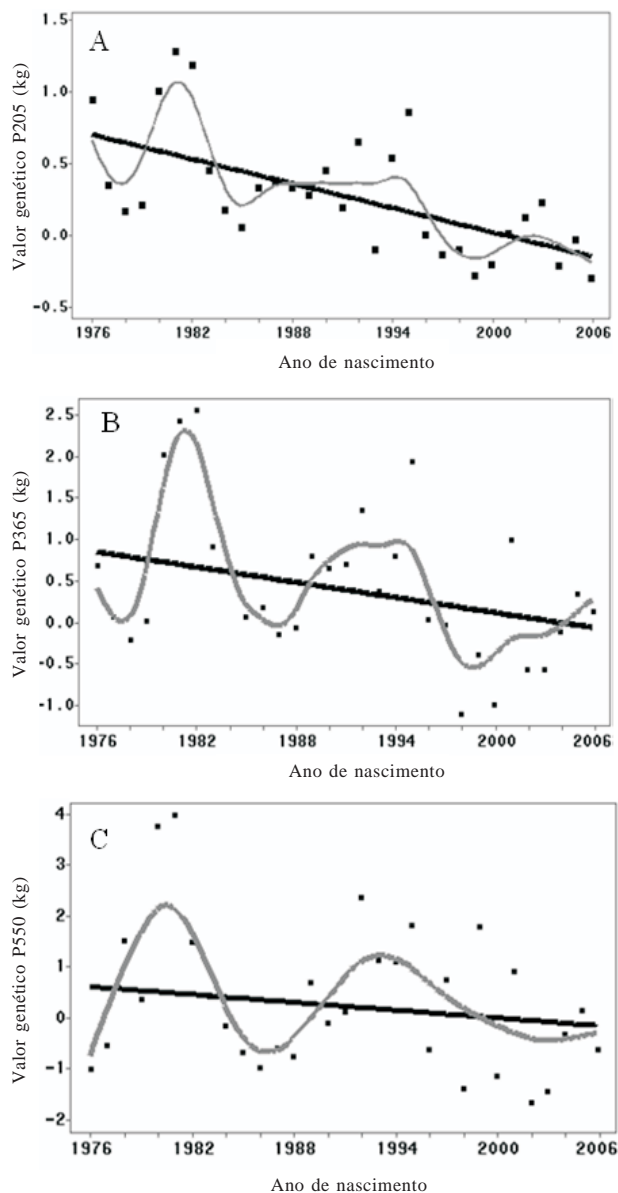 A
Valor genético P205 (kg)
1.5
1.0
0.5
0.0
-0.5
1976 1982 1988 1994 2000 2006
Ano de nascimento
B
Valor genético P365 (kg)
2.5
2.0
1.5
1.0
0.5
0.0
-0.5
-1.0
1976 1982 1988 1994 2000 2006
Ano de nascimento
C
Valor genético P550 (kg)
4
3
2
1
0
-1
-2
1976 1982 1988 1994 2000 2006
Ano de nascimento